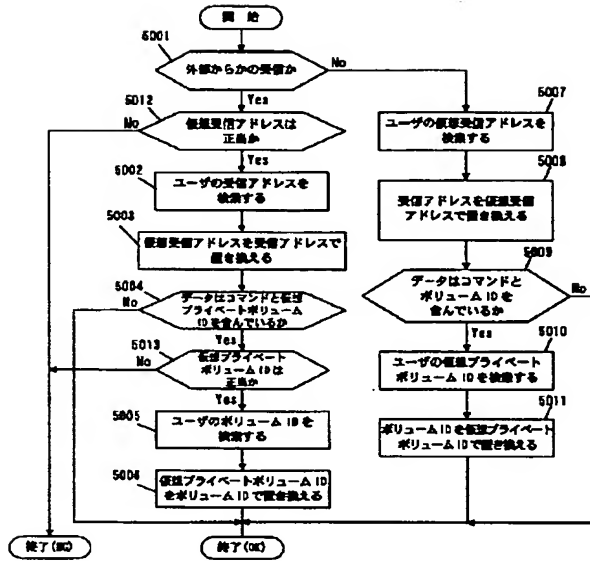 開始
5001
外部からかの受信か
No
Yes
5012
No
仮想受信アドレスは
正当か
Yes
5002
ユーザの受信アドレスを
検索する
5003
仮想受信アドレスを受信アドレスで
置き換える
5004
No
データはコマンドと仮想
プライベートボリューム
IDを含んでいるか
Yes
5013
No
仮想プライベート
ボリュームIDは
正当か
Yes
5005
ユーザのボリュームIDを
検索する
5006
仮想プライベートボリュームID
をボリュームIDで置き換える
終了(NG)
終了(OK)
5007
ユーザの仮想受信アドレスを
検索する
5008
受信アドレスを仮想受信
アドレスで置き換える
5009
データはコマンドと
ボリュームIDを
含んでいるか
No
Yes
5010
ユーザの仮想プライベート
ボリュームIDを検索する
5011
ボリュームIDを仮想プライベート
ボリュームIDで置き換える